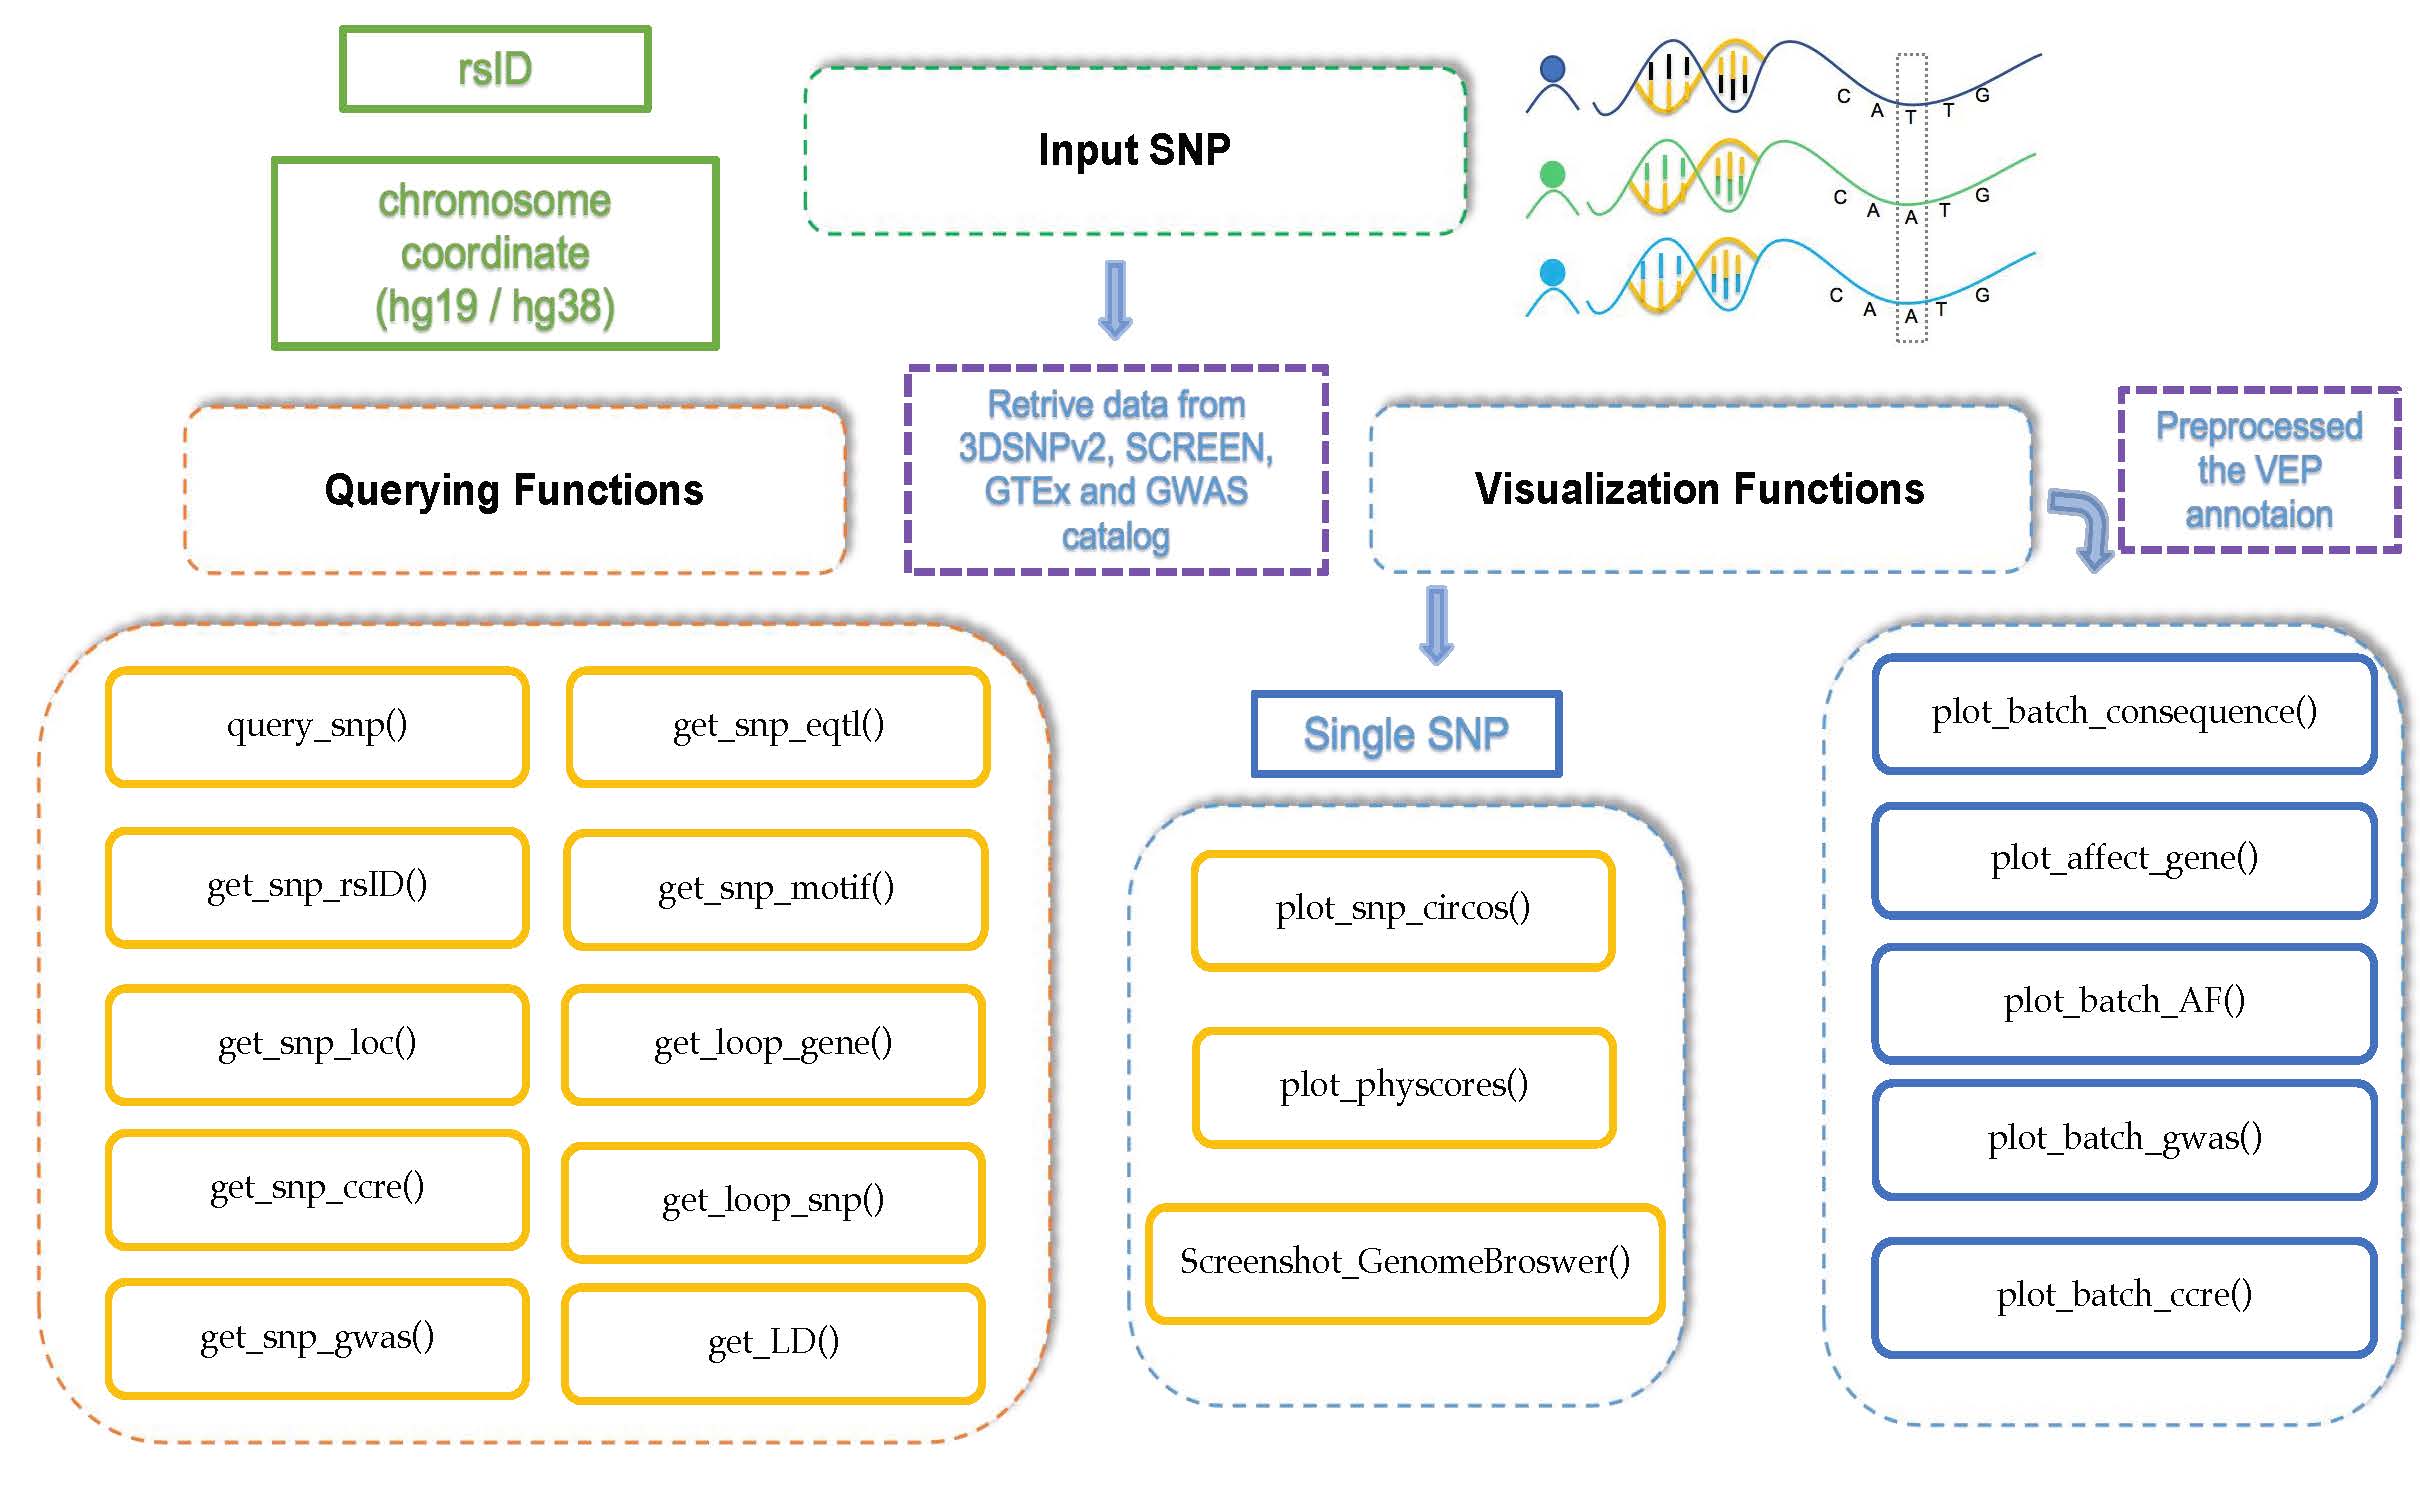 rsID
chromosome
coordinate
(hg19 / hg38)
Input SNP
C A T T G
C A A T G
C A A T G
Querying Functions
Retrive data from
3DSNPv2, SCREEN,
GTEx and GWAS
catalog
Visualization Functions
Preprocessed
the VEP
annotaion
query_snp()
get_snp_eqtl()
get_snp_rsID()
get_snp_motif()
get_snp_loc()
get_loop_gene()
get_snp_ccre()
get_loop_snp()
get_snp_gwas()
get_LD()
Single SNP
plot_snp_circos()
plot_physcores()
Screenshot_GenomeBroswer()
plot_batch_consequence()
plot_affect_gene()
plot_batch_AF()
plot_batch_gwas()
plot_batch_ccre()